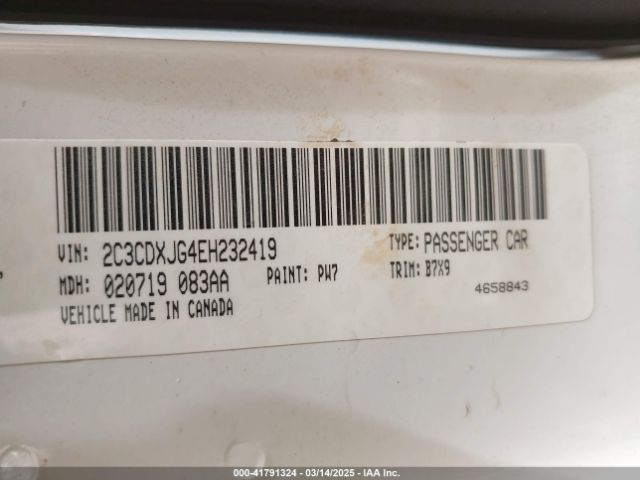 VIN: 2C3CDXJG4EH232419
TYPE: PASSENGER CAR
MDH: 020719 083AA
PAINT: PW7
TRIM: B7X9
4658843
VEHICLE MADE IN CANADA
000-41791324 | 03/14/2025 - IAA Inc.